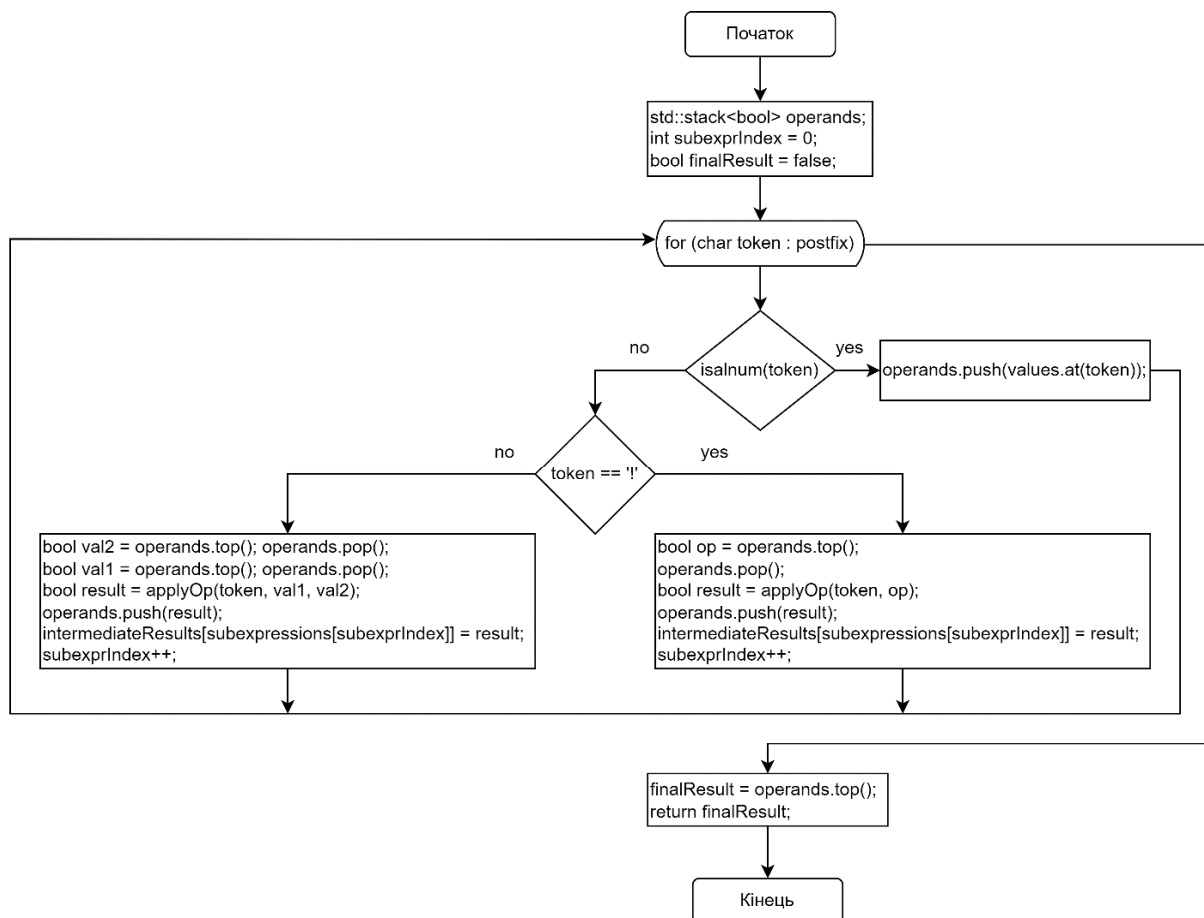 Початок
std::stack<bool> operands;
int subexprIndex = 0;
bool finalResult = false;
for (char token : postfix)
no
isalnum(token)
yes
operands.push(values.at(token));
no
token == '!'
yes
bool val2 = operands.top(); operands.pop();
bool val1 = operands.top(); operands.pop();
bool result = applyOp(token, val1, val2);
operands.push(result);
intermediateResults[subexpressions[subexprIndex]] = result;
subexprIndex++;
bool op = operands.top();
operands.pop();
bool result = applyOp(token, op);
operands.push(result);
intermediateResults[subexpressions[subexprIndex]] = result;
subexprIndex++;
finalResult = operands.top();
return finalResult;
Кінець